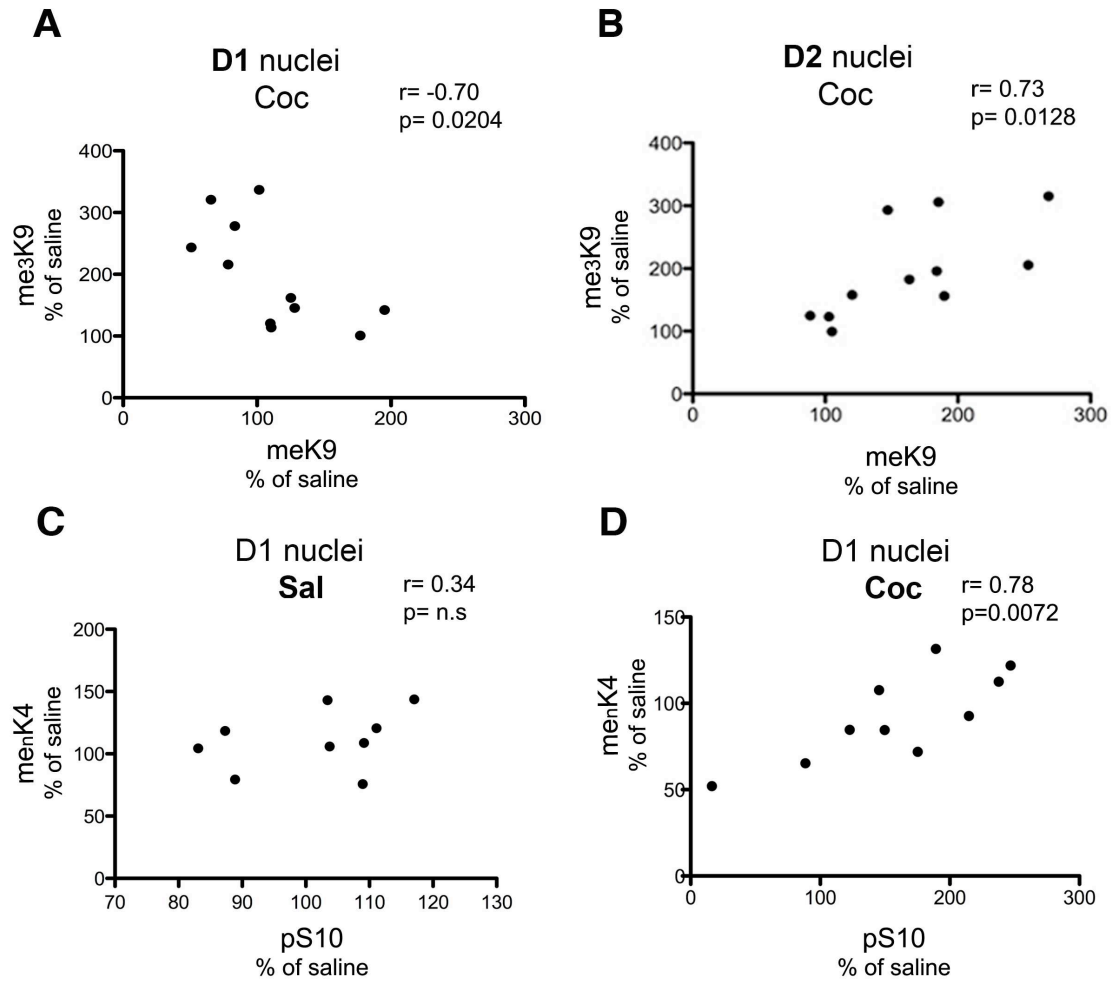 A
D1 nuclei
Coc
r= -0.70
p= 0.0204
400
300
200
100
0
0
100
200
300
me3K9
% of saline
meK9
% of saline
B
D2 nuclei
Coc
r= 0.73
p= 0.0128
400
300
200
100
0
0
100
200
300
me3K9
% of saline
meK9
% of saline
C
D1 nuclei
Sal
r= 0.34
p= n.s
200
150
100
50
0
70
80
90
100
110
120
130
menK4
% of saline
pS10
% of saline
D
D1 nuclei
Coc
r= 0.78
p=0.0072
150
100
50
0
0
100
200
300
menK4
% of saline
pS10
% of saline